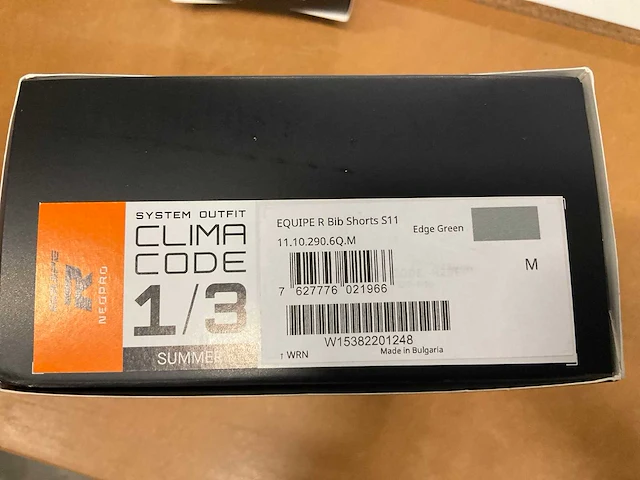 SYSTEM OUTFIT
CLIMA
CODE
1/3
SUMMER
R
NEOPRO
EQUIPE R Bib Shorts S11
Edge Green
11.10.290.6Q.M
M
7 627776 021966
W15382201248
↑ WRN
Made in Bulgaria